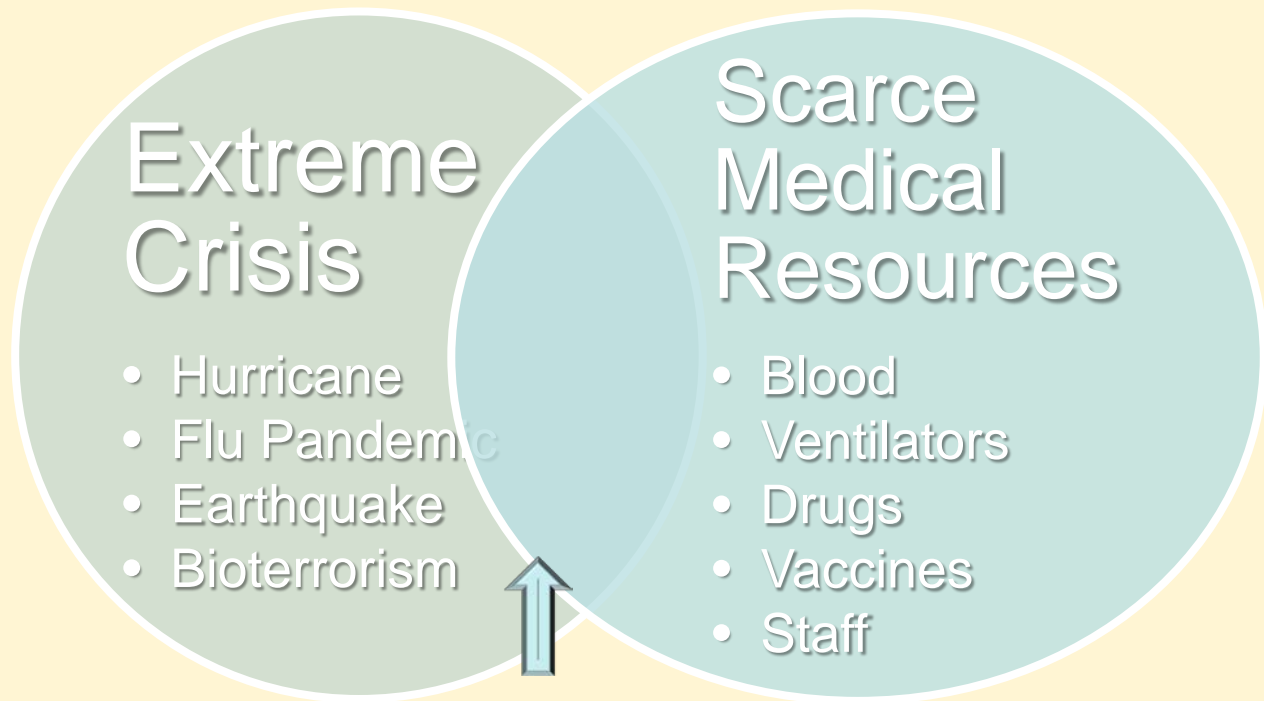 Extreme
Crisis
• Hurricane
• Flu Pandemic
• Earthquake
• Bioterrorism
Scarce
Medical
Resources
• Blood
• Ventilators
• Drugs
• Vaccines
• Staff